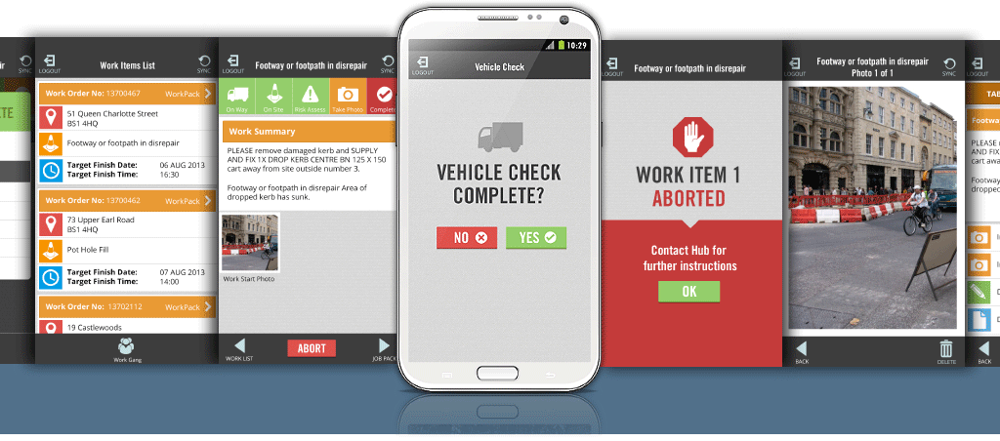 air
SYNC
ETE
LOGOUT
Work Items List
SYNC
Work Order No: 13700467
WorkPack
51 Queen Charlotte Street
BS1 4HQ
Footway or footpath in disrepair
Target Finish Date: 06 AUG 2013
Target Finish Time: 16:30
Work Order No: 13700462
WorkPack
73 Upper Earl Road
BS1 4HQ
Pot Hole Fill
Target Finish Date: 07 AUG 2013
Target Finish Time: 14:00
Work Order No: 13702112
WorkPack
19 Castlewoods
Work Gang
LOGOUT
Footway or footpath in disrepair
SYNC
On Way
On Site
Risk Assess
Take Photo
Complete
Work Summary
PLEASE remove damaged kerb and SUPPLY
AND FIX 1X DROP KERB CENTRE BN 125 X 150
cart away from site outside number 3.
Footway or footpath in disrepair Area of
dropped kerb has sunk.
Work Start Photo
WORK LIST
ABORT
JOB PACK
10:29
LOGOUT
Vehicle Check
VEHICLE CHECK
COMPLETE?
NO
YES
LOGOUT
Footway or footpath in disrepair
WORK ITEM 1
ABORTED
Contact Hub for
further instructions
OK
LOGOUT
Footway or footpath in disrepair
Photo 1 of 1
SYNC
BACK
DELETE
LOGOUT
TAB
Footwa
PLEASE
AND FI
cart aw
Footwa
dropped
BACK